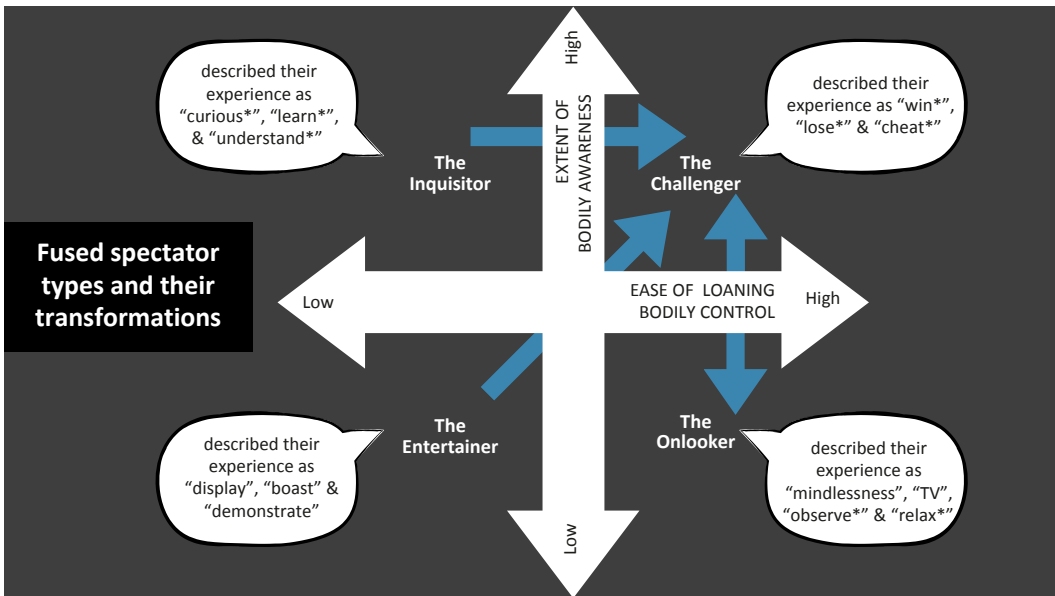 Fused spectator
types and their
transformations
described their
experience as
“curious*”, “learn*”,
& “understand*”
The
Inquisitor
High
EXTENT OF
BODILY AWARENESS
Low
described their
experience as “win*”,
“lose*” & “cheat*”
The
Challenger
Low
EASE OF LOANING
BODILY CONTROL
High
described their
experience as
“display”, “boast” &
“demonstrate”
The
Entertainer
The
Onlooker
described their
experience as
“mindlessness”, “TV”,
“observe*” & “relax*”